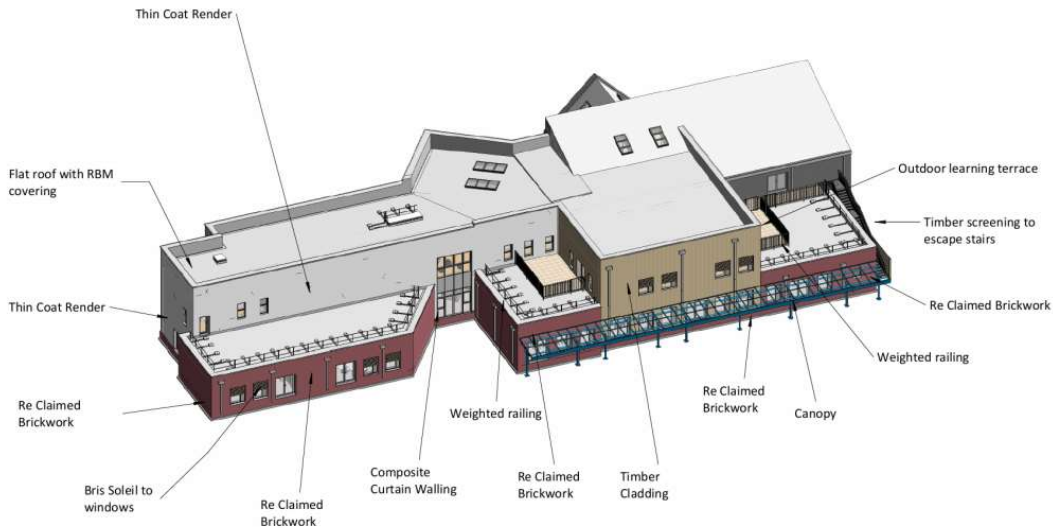 Thin Coat Render
Flat roof with RBM
covering
Outdoor learning terrace
Timber screening to
escape stairs
Thin Coat Render
Re Claimed Brickwork
Weighted railing
Re Claimed
Brickwork
Weighted railing
Re Claimed
Brickwork
Canopy
Composite
Curtain Walling
Re Claimed
Brickwork
Timber
Cladding
Bris Soleil to
windows
Re Claimed
Brickwork